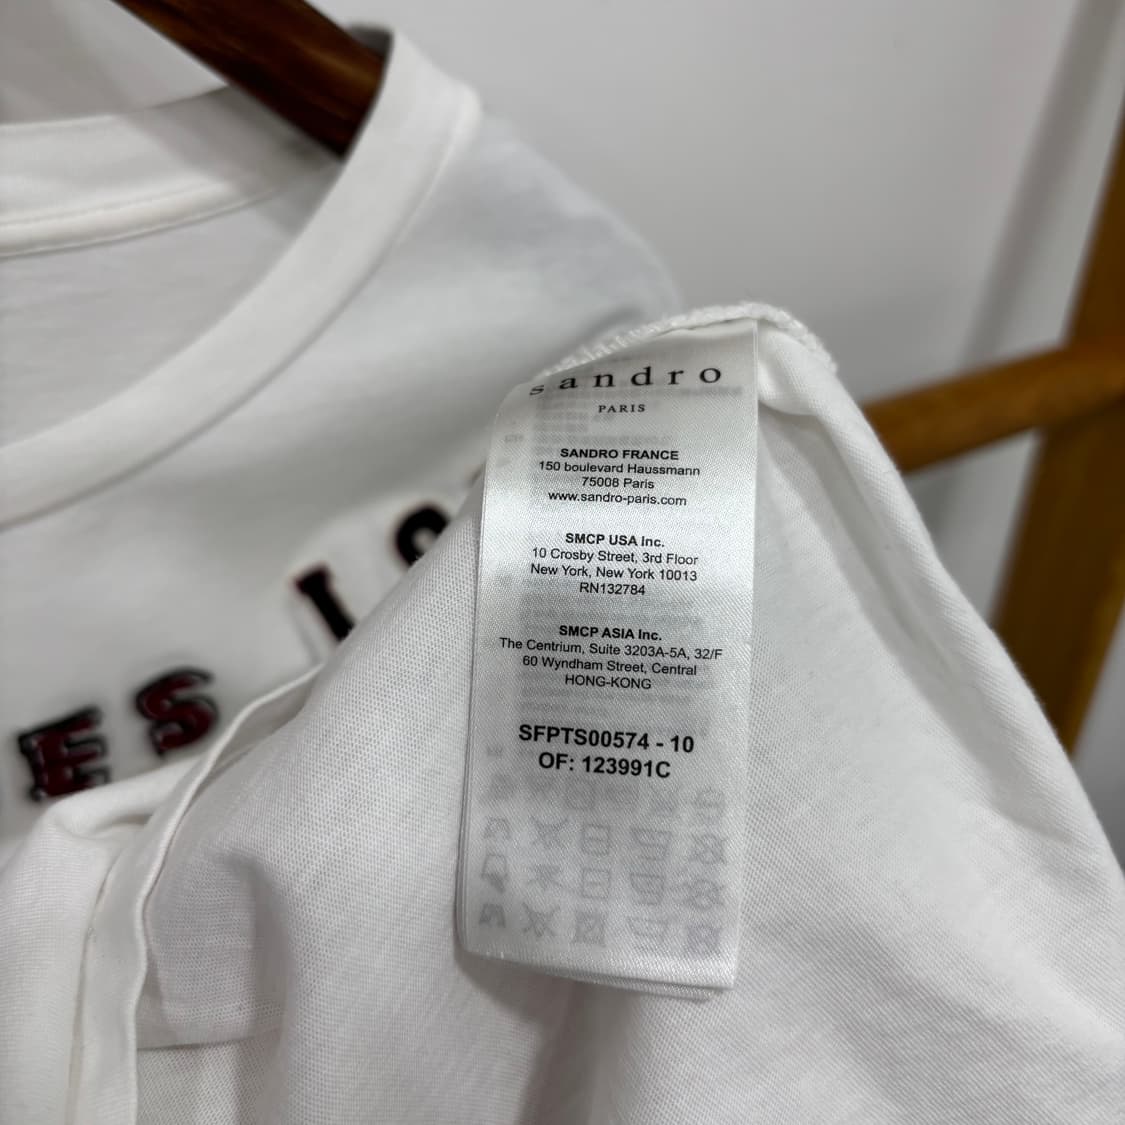 sandro
PARIS
SANDRO FRANCE
150 boulevard Haussmann
75008 Paris
www.sandro-paris.com
SMCP USA Inc.
10 Crosby Street, 3rd Floor
New York, New York 10013
RN132784
SMCP ASIA Inc.
The Centrium, Suite 3203A-5A, 32/F
60 Wyndham Street, Central
HONG-KONG
SFPTS00574 - 10
OF: 123991C